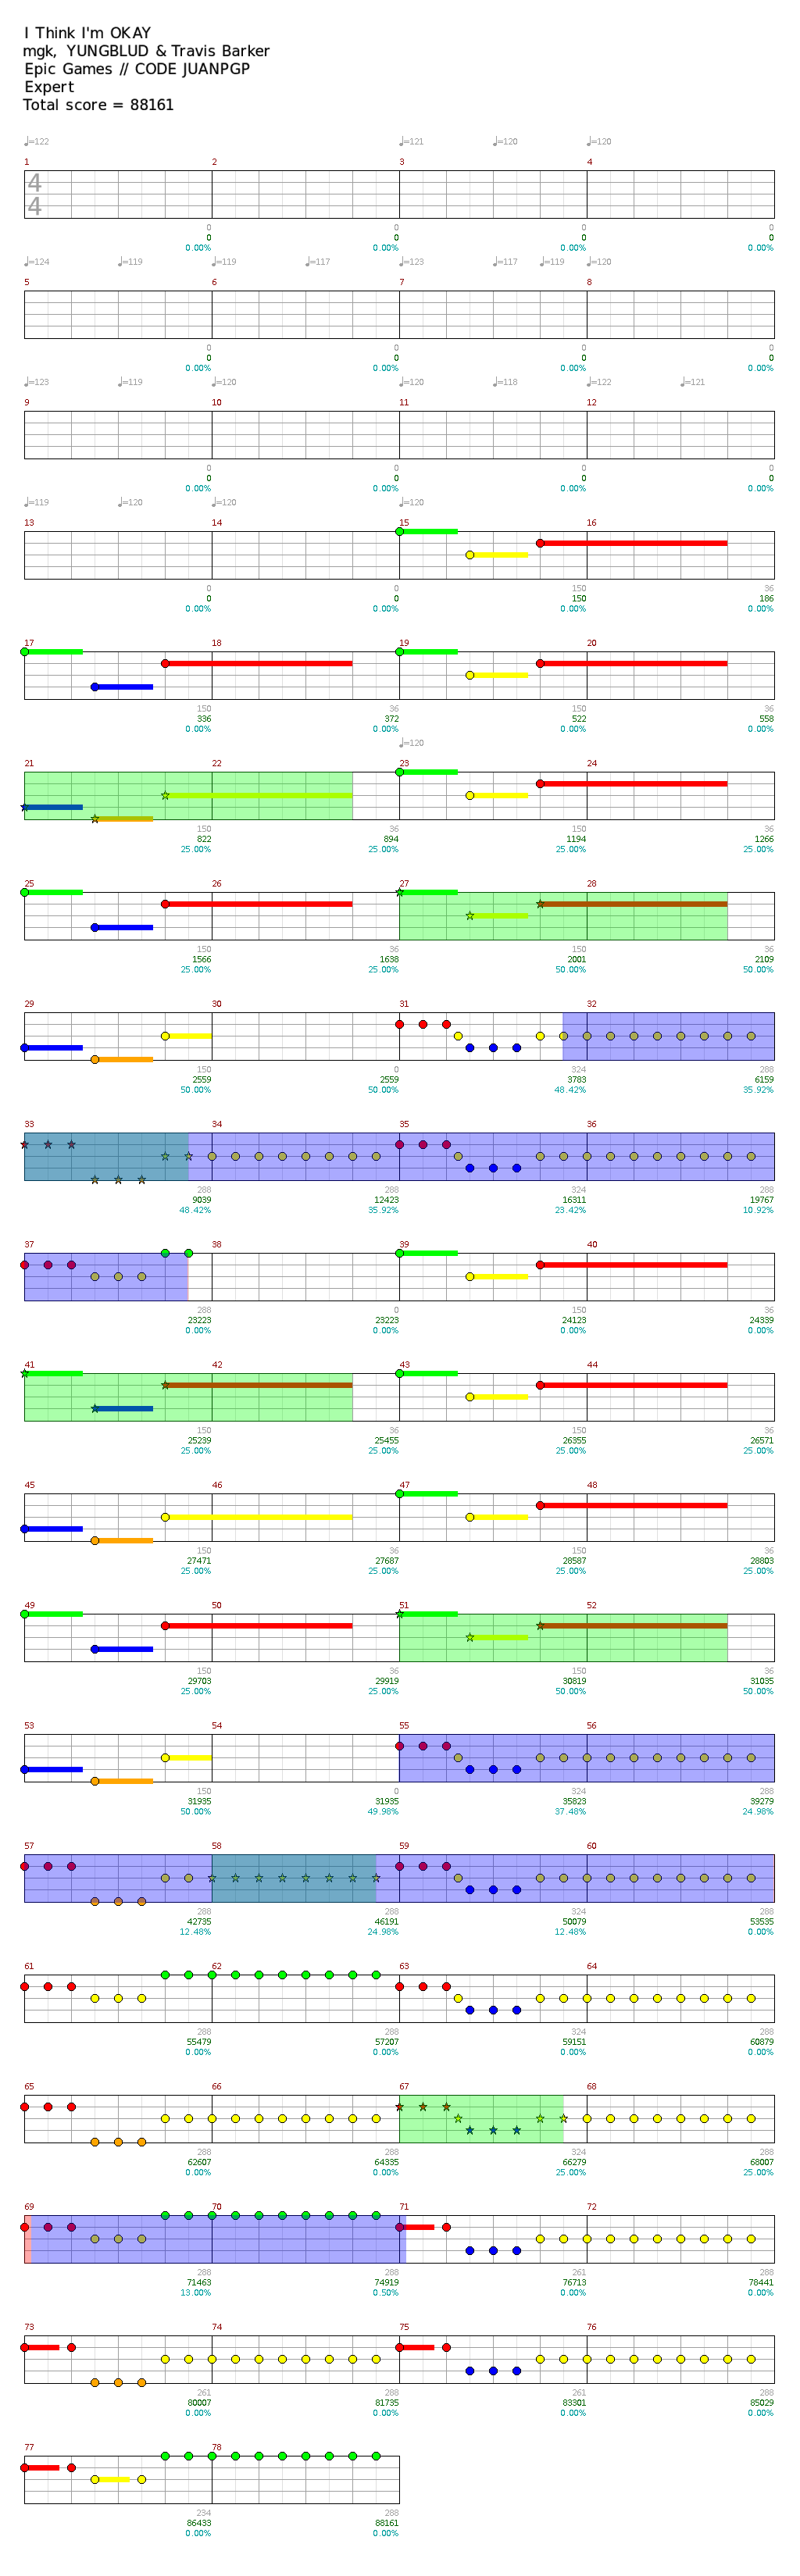 I Think I'm OKAY
mgk, YUNGBLUD & Travis Barker
Epic Games // CODE JUANPGP
Expert
Total score = 88161
♩=122 ♩=121 ♩=120 ♩=120
1 2 3 4
4
4
0 0 0 0
0 0 0 0
0.00% 0.00% 0.00% 0.00%
♩=124 ♩=119 ♩=119 ♩=117 ♩=123 ♩=117 ♩=119 ♩=120
5 6 7 8
0 0 0 0
0 0 0 0
0.00% 0.00% 0.00% 0.00%
♩=123 ♩=119 ♩=120 ♩=120 ♩=118 ♩=122 ♩=121
9 10 11 12
0 0 0 0
0 0 0 0
0.00% 0.00% 0.00% 0.00%
♩=119 ♩=120 ♩=120 ♩=120
13 14 15 16
0 0 150 36
0 0 150 186
0.00% 0.00% 0.00% 0.00%
17 18 19 20
150 36 150 36
336 372 522 558
0.00% 0.00% 0.00% 0.00%
♩=120
21 22 23 24
150 36 150 36
822 894 1194 1266
25.00% 25.00% 25.00% 25.00%
25 26 27 28
150 36 150 36
1566 1638 2001 2109
25.00% 25.00% 50.00% 50.00%
29 30 31 32
150 0 324 288
2559 2559 3783 6159
50.00% 50.00% 48.42% 35.92%
33 34 35 36
288 288 324 288
9039 12423 16311 19767
48.42% 35.92% 23.42% 10.92%
37 38 39 40
288 0 150 36
23223 23223 24123 24339
0.00% 0.00% 0.00% 0.00%
41 42 43 44
150 36 150 36
25239 25455 26355 26571
25.00% 25.00% 25.00% 25.00%
45 46 47 48
150 36 150 36
27471 27687 28587 28803
25.00% 25.00% 25.00% 25.00%
49 50 51 52
150 36 150 36
29703 29919 30819 31035
25.00% 25.00% 50.00% 50.00%
53 54 55 56
150 0 324 288
31935 31935 35823 39279
50.00% 49.98% 37.48% 24.98%
57 58 59 60
288 288 324 288
42735 46191 50079 53535
12.48% 24.98% 12.48% 0.00%
61 62 63 64
288 288 324 288
55479 57207 59151 60879
0.00% 0.00% 0.00% 0.00%
65 66 67 68
288 288 324 288
62607 64335 66279 68007
0.00% 0.00% 25.00% 25.00%
69 70 71 72
288 288 261 288
71463 74919 76713 78441
13.00% 0.50% 0.00% 0.00%
73 74 75 76
261 288 261 288
80007 81735 83301 85029
0.00% 0.00% 0.00% 0.00%
77 78
234 288
86433 88161
0.00% 0.00%